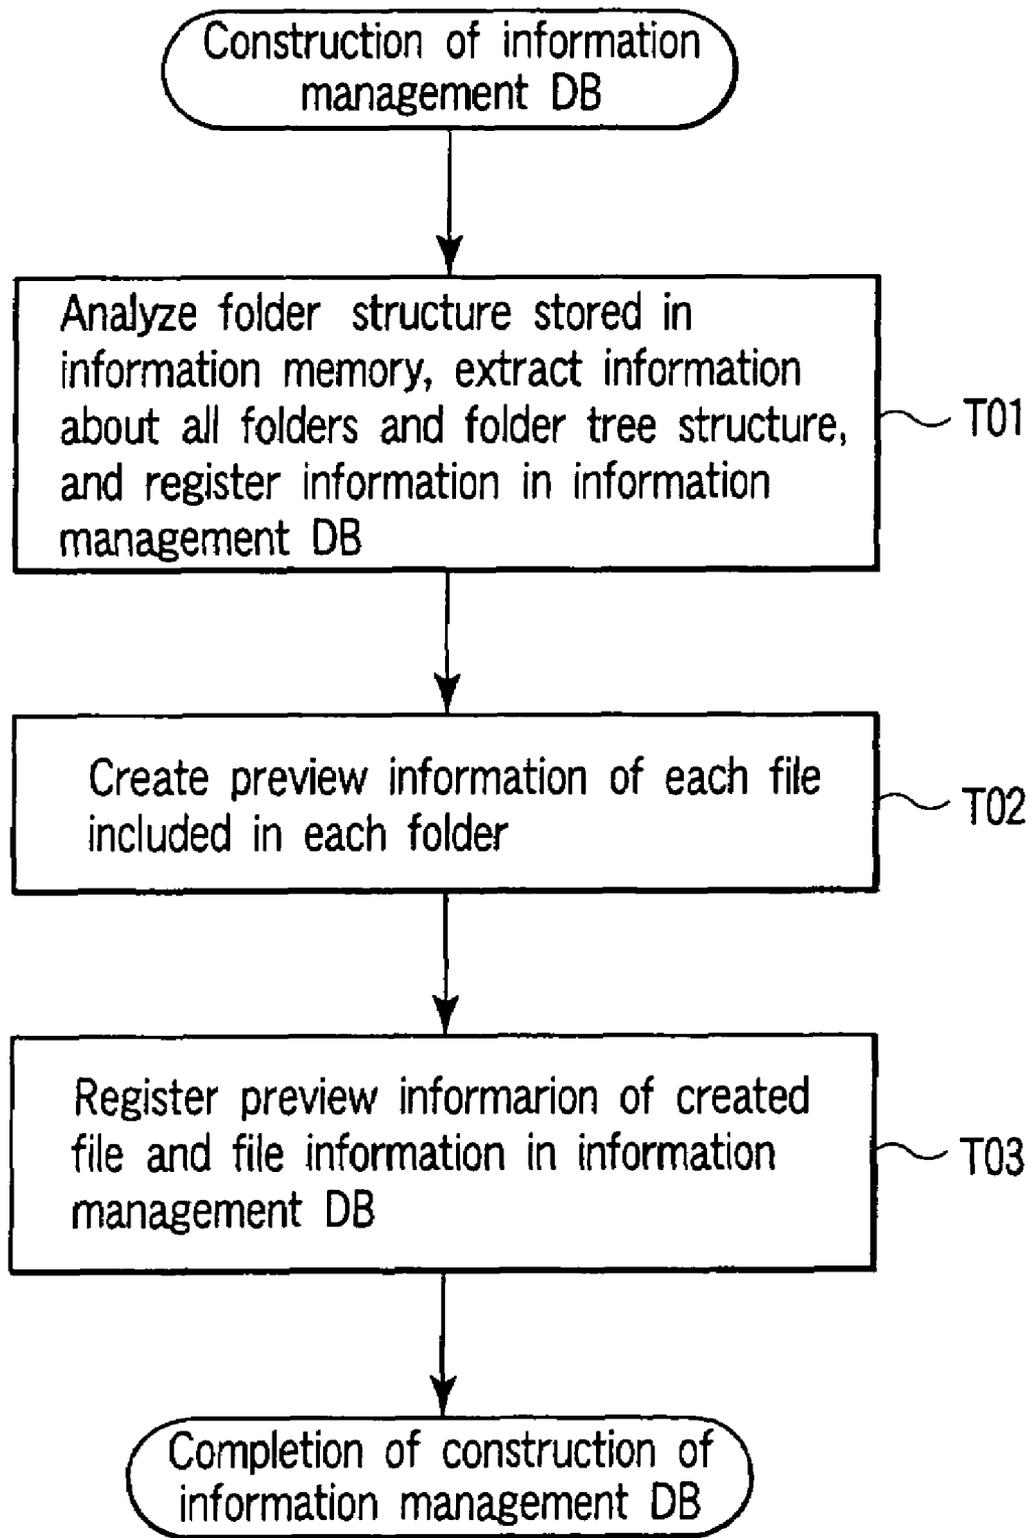 Construction of information
management DB
Analyze folder structure stored in
information memory, extract information
about all folders and folder tree structure,
and register information in information
management DB
T01
Create preview information of each file
included in each folder
T02
Register preview informarion of created
file and file information in information
management DB
T03
Completion of construction of
information management DB